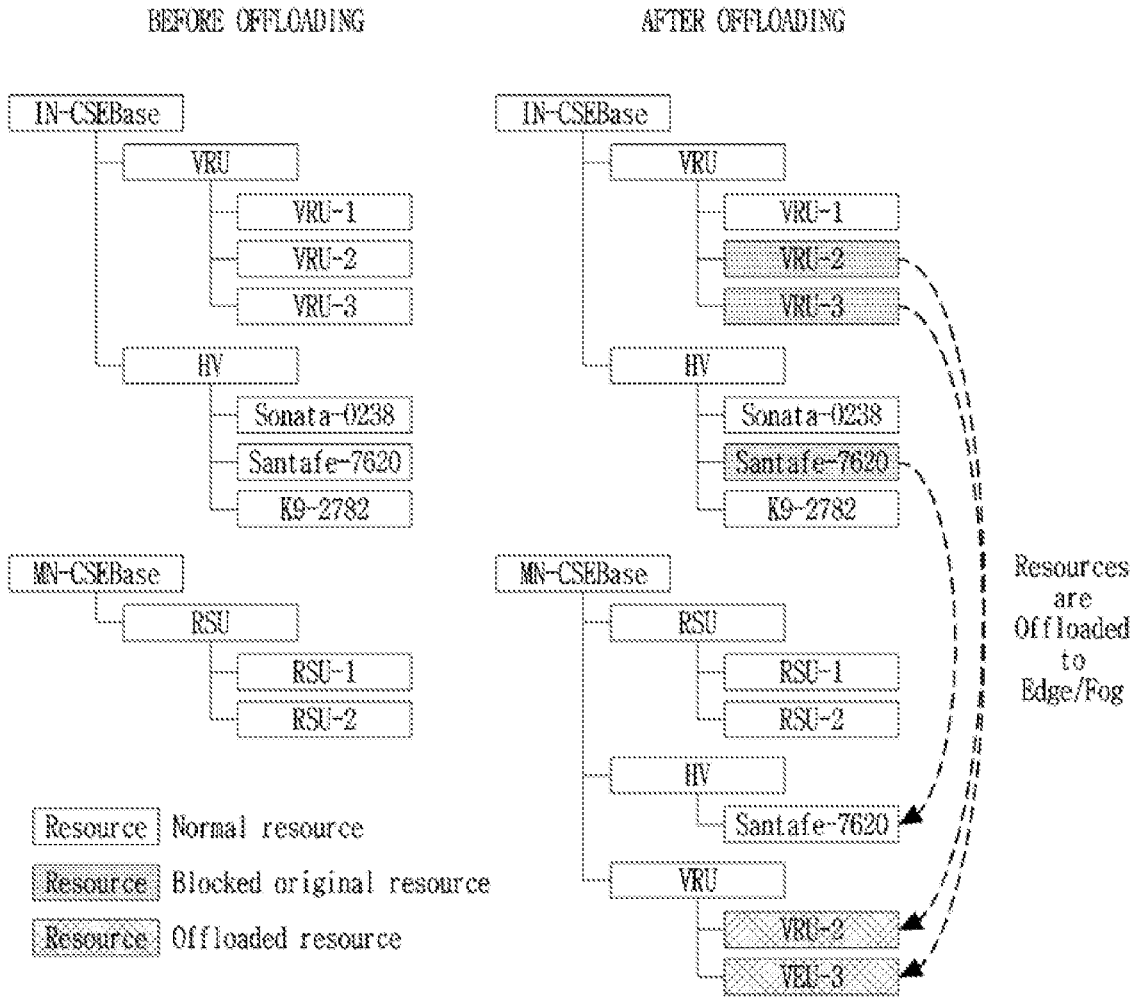 BEFORE OFFLOADING
IN-CSEBase
VRU
VRU-1
VRU-2
VRU-3
HV
Sonata-0238
Santafe-7620
K9-2782
MN-CSEBase
RSU
RSU-1
RSU-2
Resource Normal resource
Resource Blocked original resource
Resource Offloaded resource
AFTER OFFLOADING
IN-CSEBase
VRU
VRU-1
VRU-2
VRU-3
HV
Sonata-0238
Santafe-7620
K9-2782
MN-CSEBase
RSU
RSU-1
RSU-2
HV
Santafe-7620
VRU
VRU-2
VEU-3
Resources
are
Offloaded
to
Edge/Fog